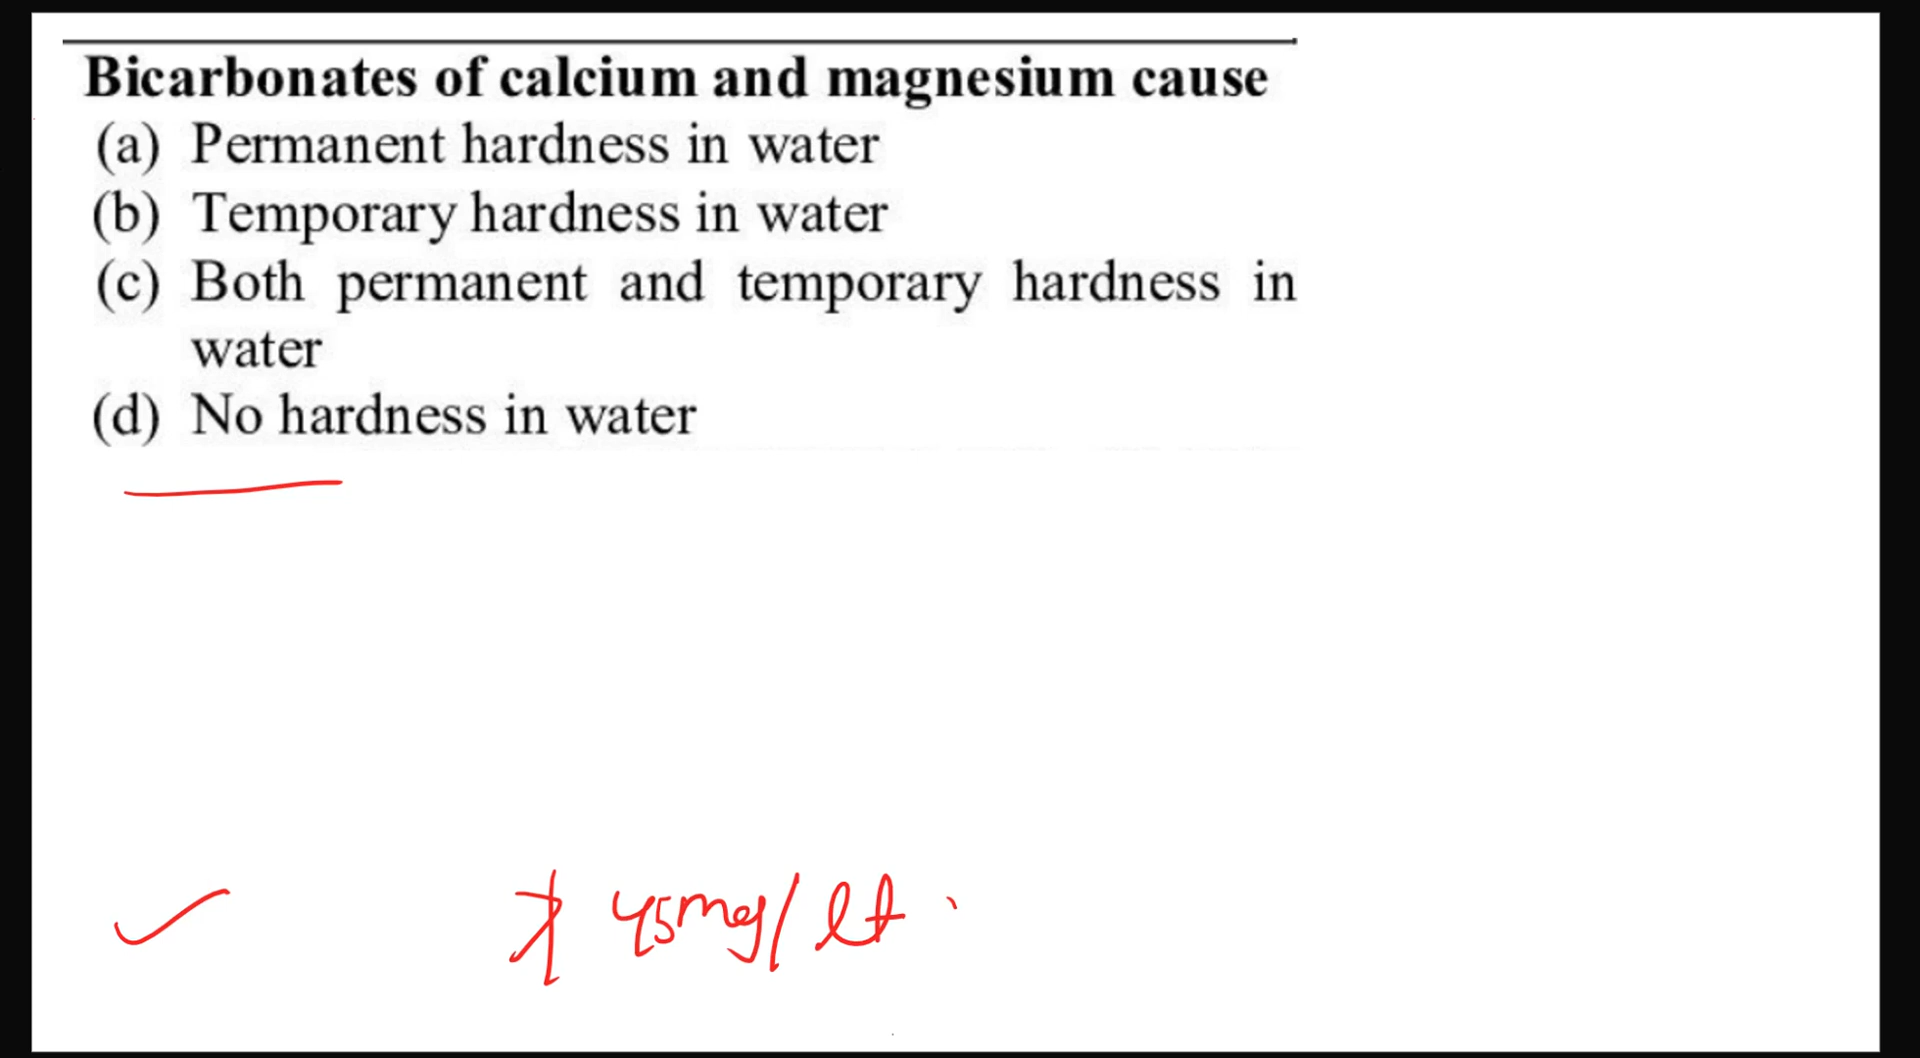 Bicarbonates of calcium and magnesium cause
(a) Permanent hardness in water
(b) Temporary hardness in water
(c) Both permanent and temporary hardness in
water
(d) No hardness in water
≯ 45mg/lt.